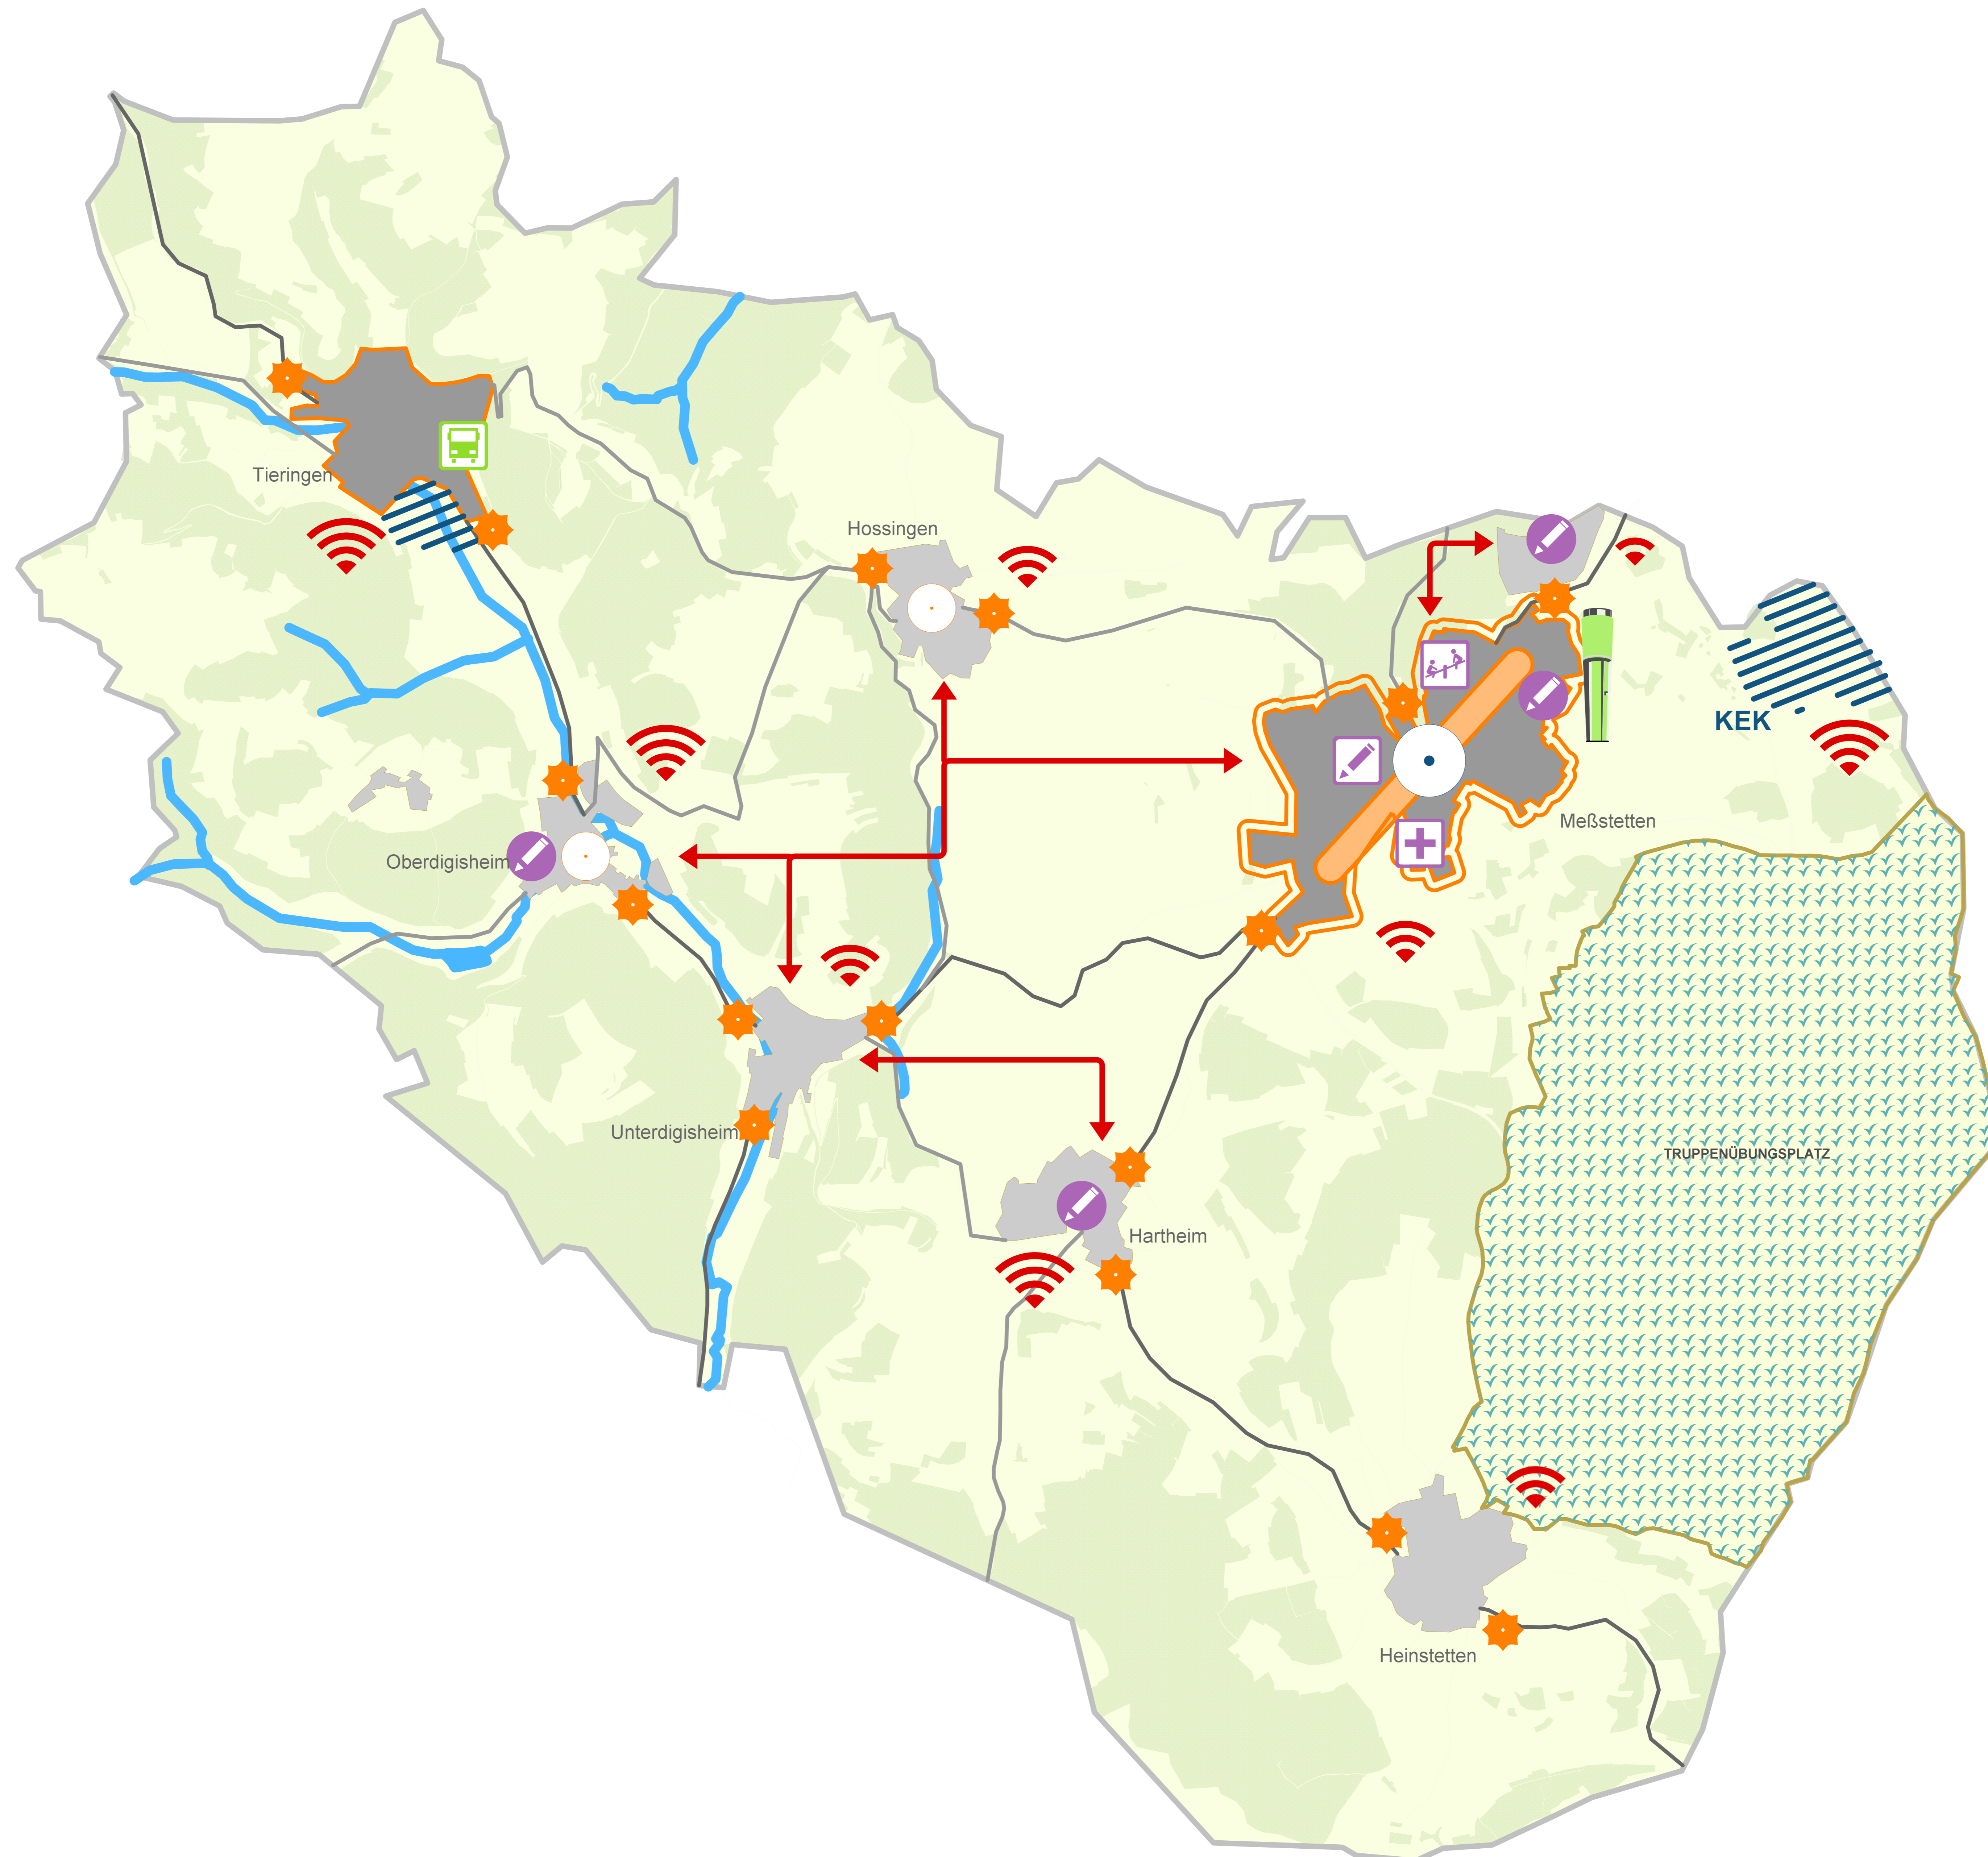 Tieringen
Hossingen
KEK
Meßstetten
Oberdigisheim
Unterdigisheim
TRUPPENÜBUNGSPLATZ
Hartheim
Heinstetten